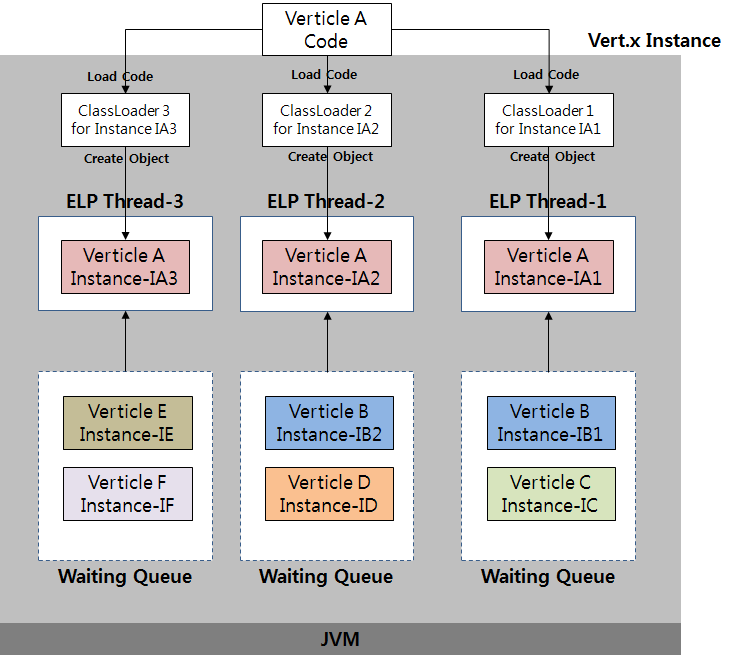 Verticle A
Code
Vert.x Instance
Load Code
Load Code
Load Code
ClassLoader 3
for Instance IA3
ClassLoader 2
for Instance IA2
ClassLoader 1
for Instance IA1
Create Object
Create Object
Create Object
ELP Thread-3
ELP Thread-2
ELP Thread-1
Verticle A
Instance-IA3
Verticle A
Instance-IA2
Verticle A
Instance-IA1
Verticle E
Instance-IE
Verticle B
Instance-IB2
Verticle B
Instance-IB1
Verticle F
Instance-IF
Verticle D
Instance-ID
Verticle C
Instance-IC
Waiting Queue
Waiting Queue
Waiting Queue
JVM